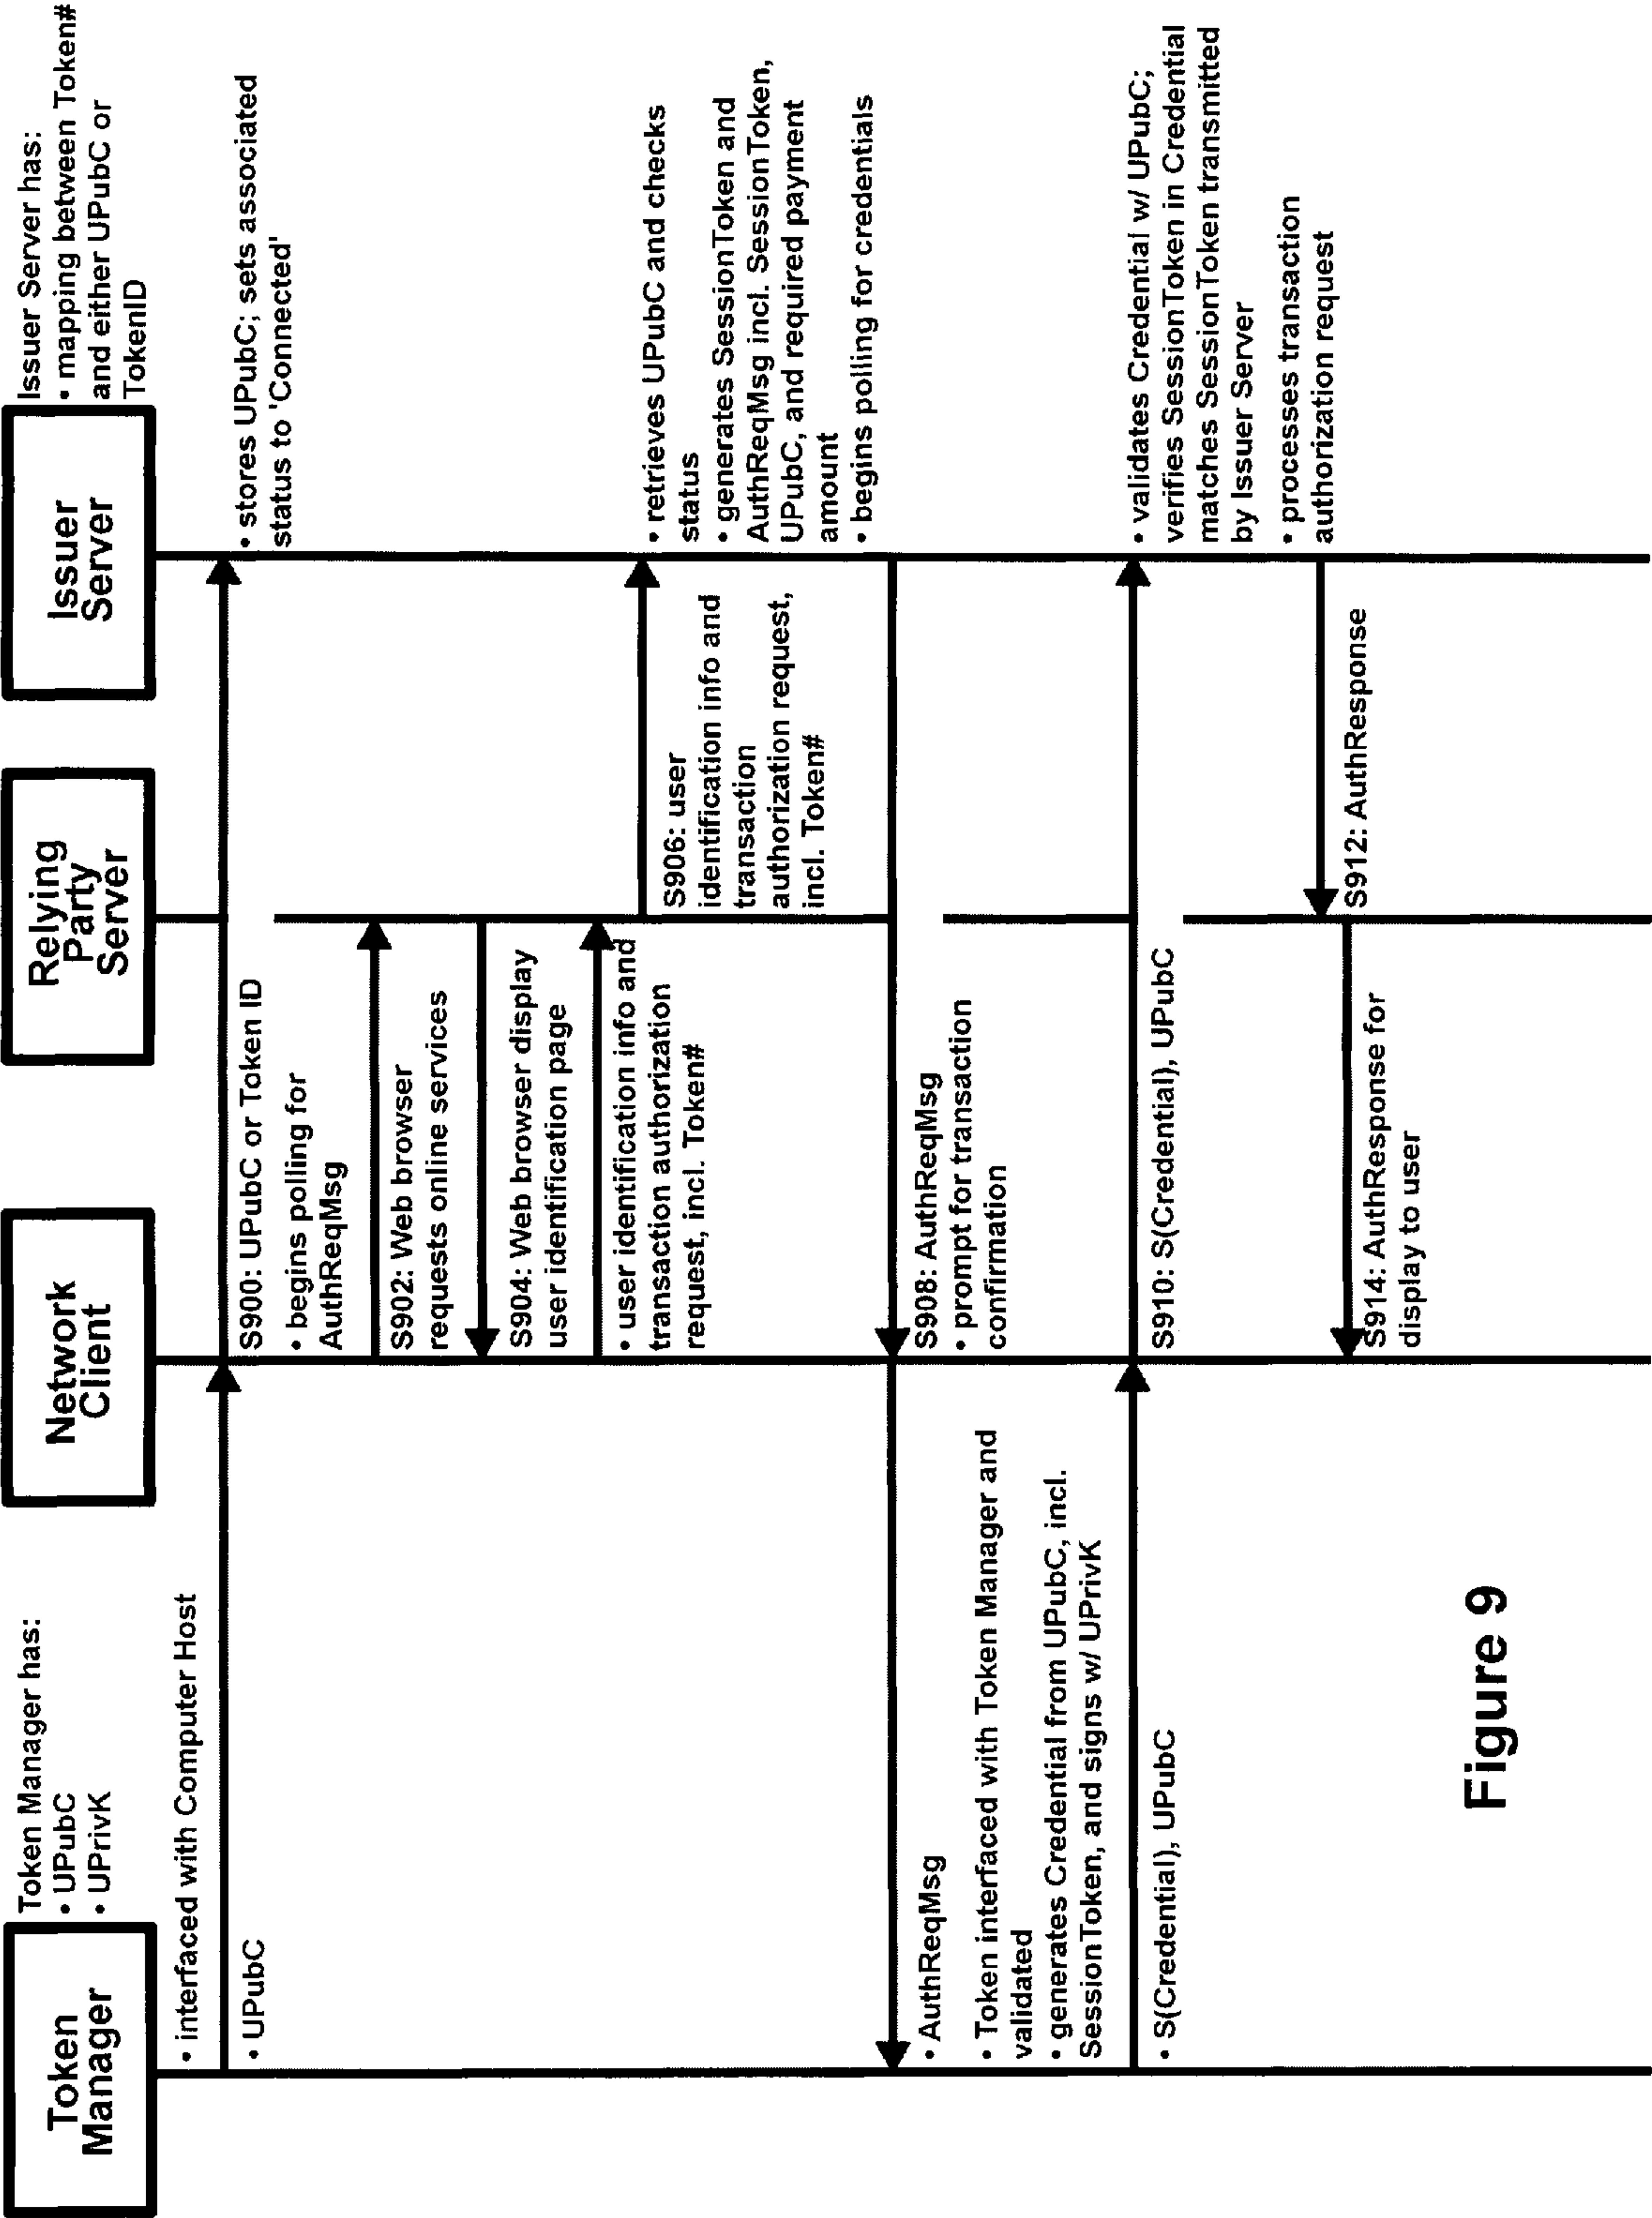 Token
Manager
Token Manager has:
• UPubC
• UPrivK
Network
Client
Relying
Party
Server
Issuer
Server
Issuer Server has:
• mapping between Token#
and either UPubC or
TokenID
• interfaced with Computer Host
• UPubC
S900: UPubC or Token ID
• begins polling for
AuthReqMsg
• stores UPubC; sets associated
status to 'Connected'
S902: Web browser
requests online services
S904: Web browser display
user identification page
• user identification info and
transaction authorization
request, incl. Token#
S906: user
identification info and
transaction
authorization request,
incl. Token#
• retrieves UPubC and checks
status
• generates SessionToken and
AuthReqMsg incl. SessionToken,
UPubC, and required payment
amount
• begins polling for credentials
S908: AuthReqMsg
• prompt for transaction
confirmation
• AuthReqMsg
• Token interfaced with Token Manager and
validated
• generates Credential from UPubC, incl.
SessionToken, and signs w/ UPrivK
• S(Credential), UPubC
S910: S(Credential), UPubC
• validates Credential w/ UPubC;
verifies SessionToken in Credential
matches SessionToken transmitted
by Issuer Server
• processes transaction
authorization request
S912: AuthResponse
S914: AuthResponse for
display to user
Figure 9